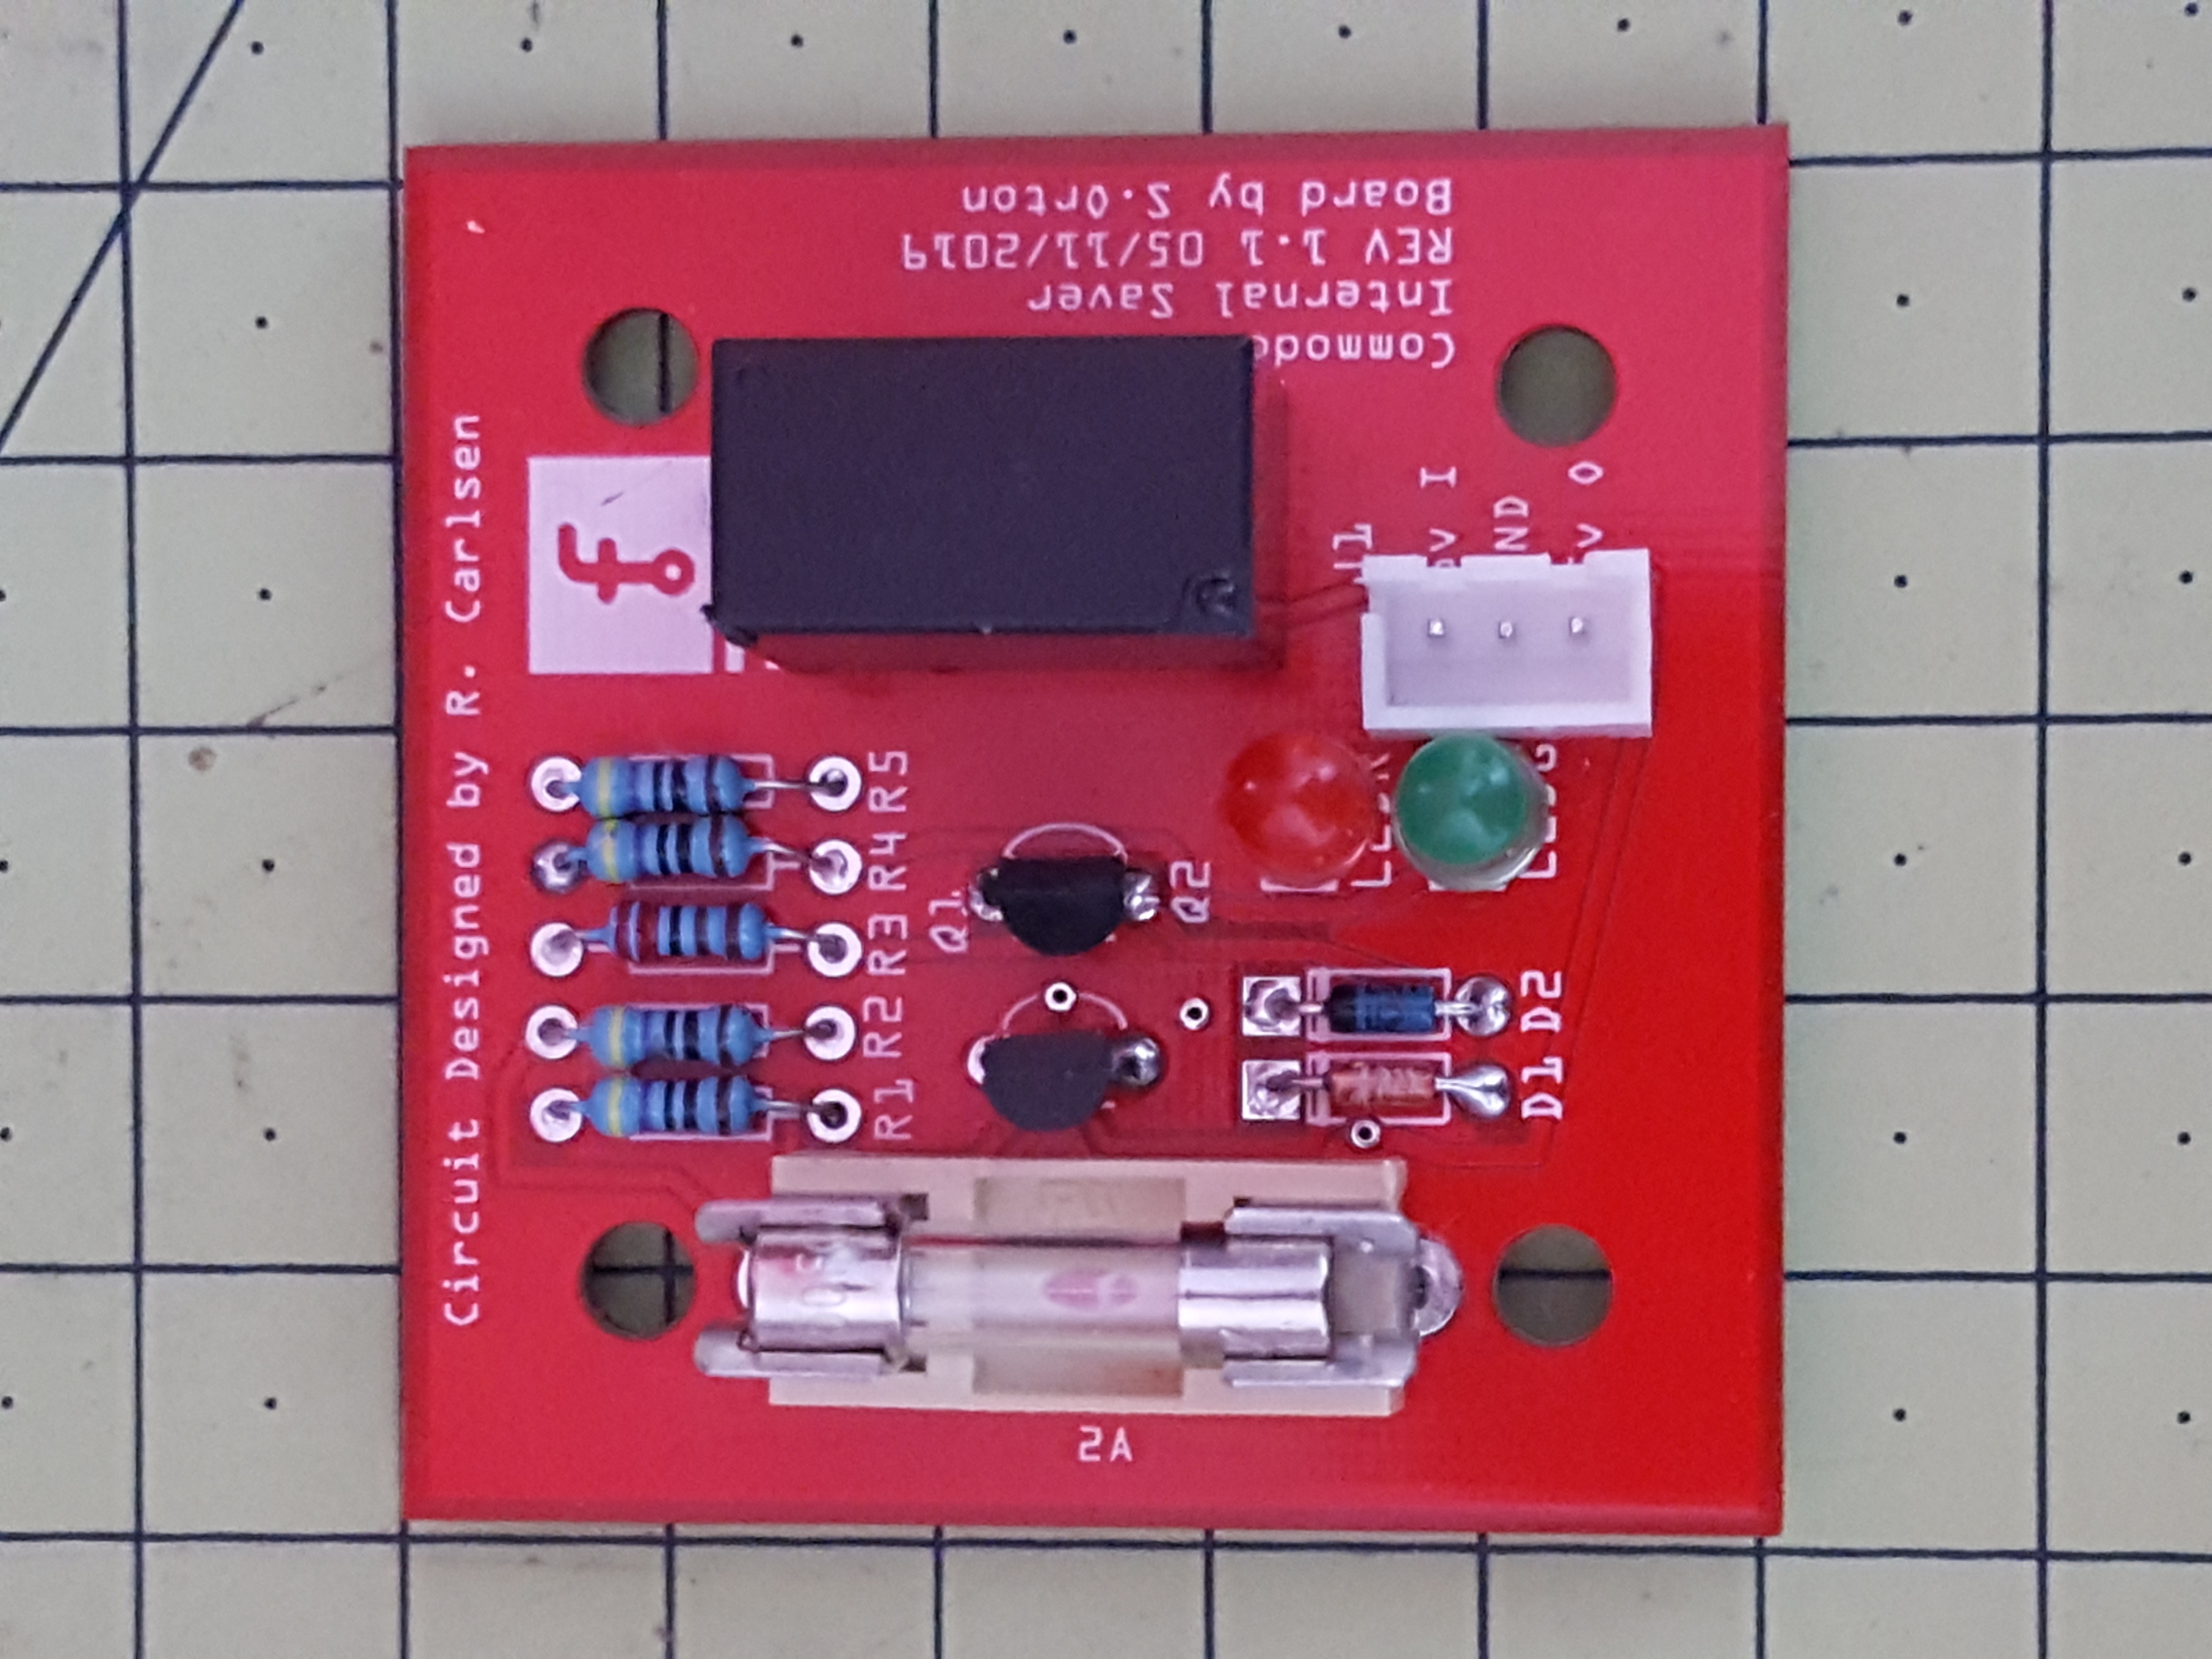 Circuit Designed by R. Carlsen
f
R1 R2 R3 R4 R5
Q1
2A
Q2
J1
I
O
D1 D2
Internal Saver
REV 1.1 05/11/2019
Board by S.Orton